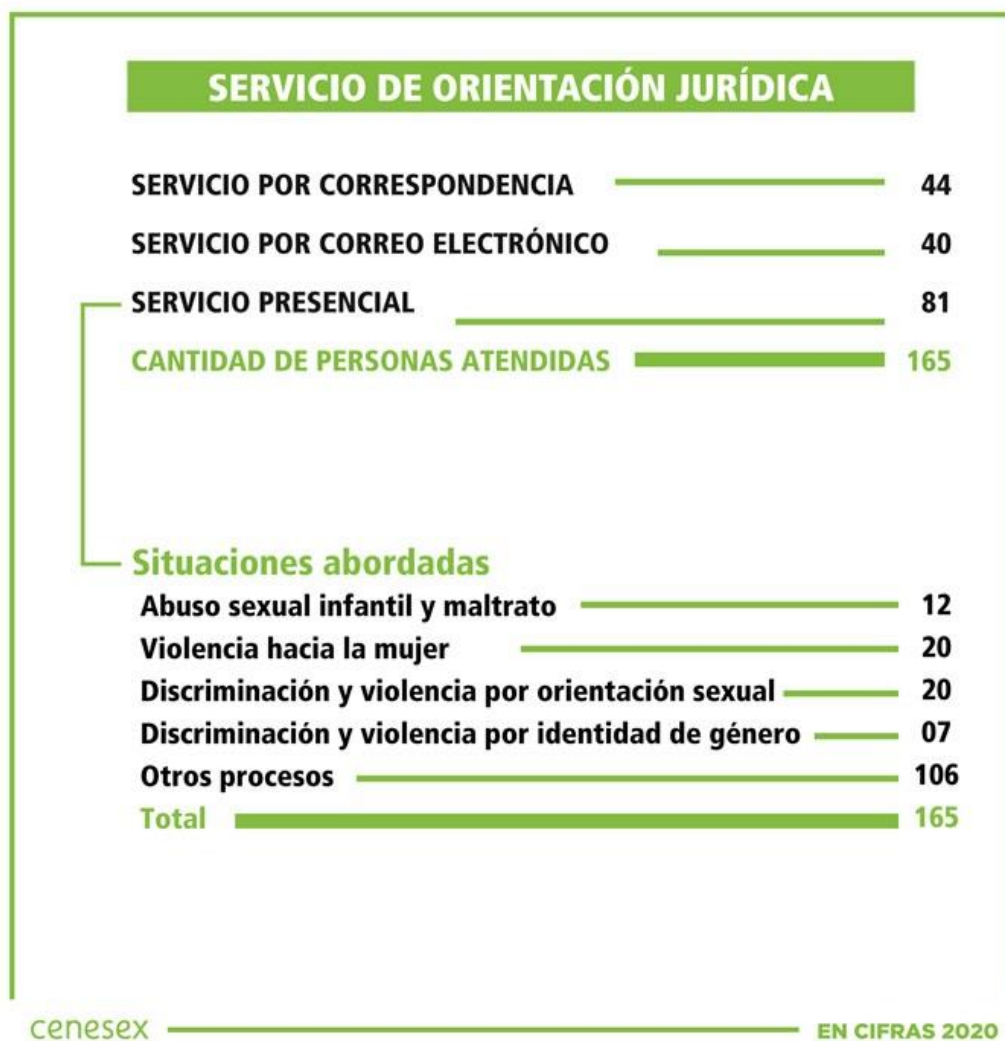 SERVICIO DE ORIENTACIÓN JURÍDICA
SERVICIO POR CORRESPONDENCIA 44
SERVICIO POR CORREO ELECTRÓNICO 40
SERVICIO PRESENCIAL 81
CANTIDAD DE PERSONAS ATENDIDAS 165
Situaciones abordadas
Abuso sexual infantil y maltrato 12
Violencia hacia la mujer 20
Discriminación y violencia por orientación sexual 20
Discriminación y violencia por identidad de género 07
Otros procesos 106
Total 165
cenesex EN CIFRAS 2020